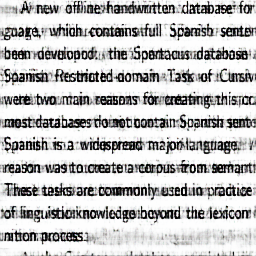 A new offline handwritten database for
guage, which contains full Spanish senten
been developed: the Spartacus database
Spanish Restricted-domain Task of Cursiv
were two main reasons for creating this co
most databases do not contain Spanish sent
Spanish is a widespread major language.
reason was to create a corpus from semant
These tasks are commonly used in practice
of linguistic knowledge beyond the lexicon
nition process.